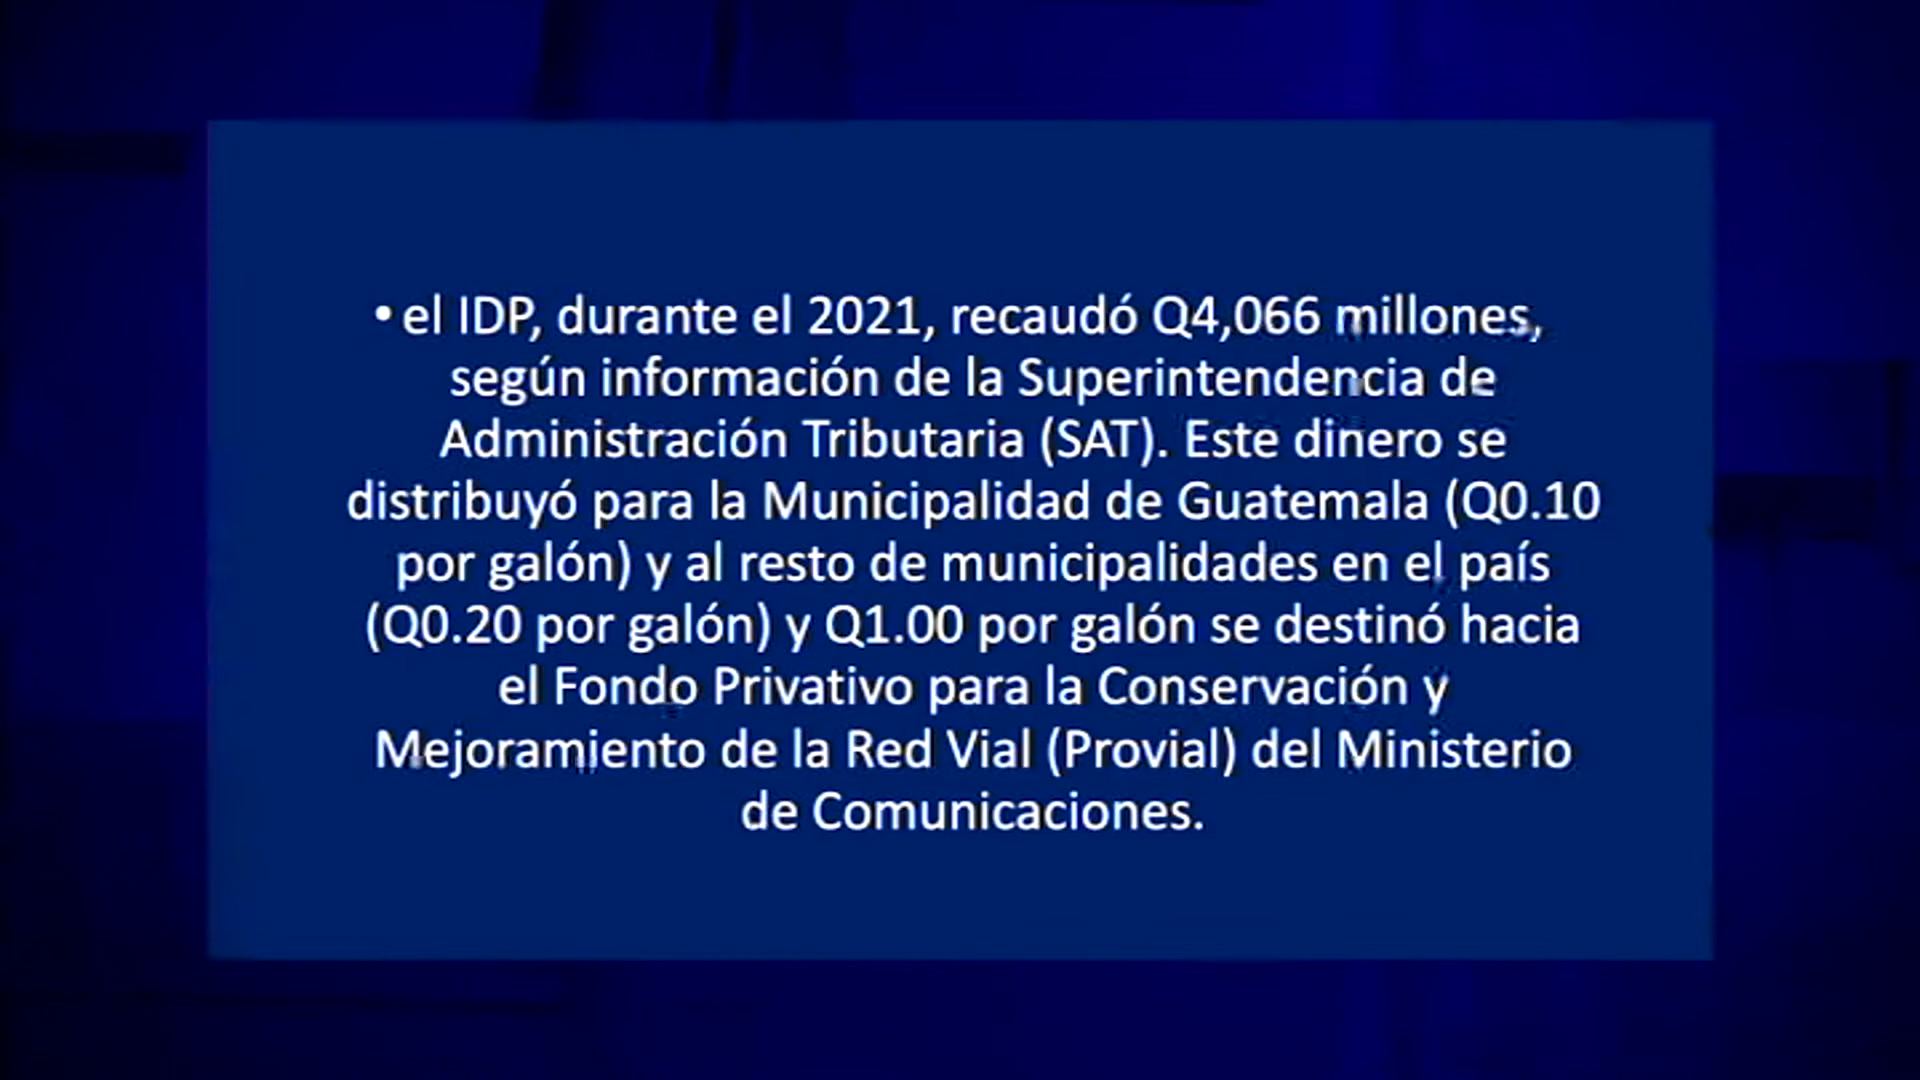 • el IDP, durante el 2021, recaudó Q4,066 millones,
según información de la Superintendencia de
Administración Tributaria (SAT). Este dinero se
distribuyó para la Municipalidad de Guatemala (Q0.10
por galón) y al resto de municipalidades en el país
(Q0.20 por galón) y Q1.00 por galón se destinó hacia
el Fondo Privativo para la Conservación y
Mejoramiento de la Red Vial (Provial) del Ministerio
de Comunicaciones.